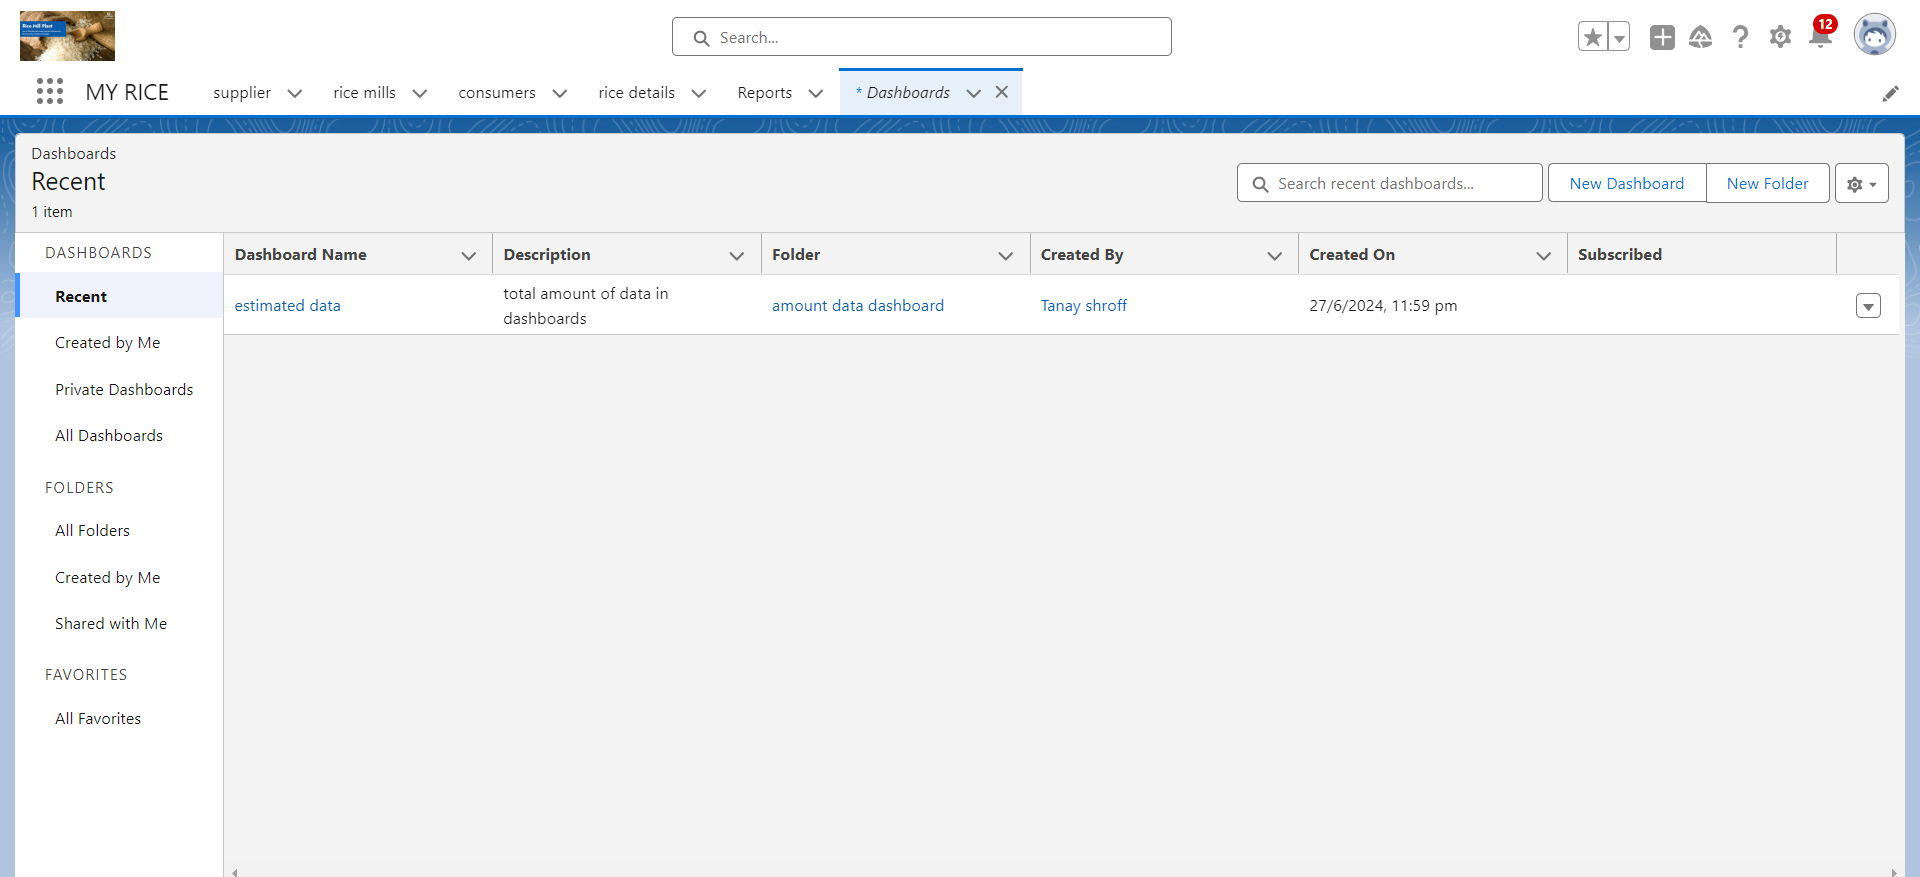 Rice Mill Plant
Search...
12
MY RICE
supplier
rice mills
consumers
rice details
Reports
* Dashboards
Dashboards
Recent
1 item
Search recent dashboards...
New Dashboard
New Folder
DASHBOARDS
Recent
Created by Me
Private Dashboards
All Dashboards
FOLDERS
All Folders
Created by Me
Shared with Me
FAVORITES
All Favorites
Dashboard Name
Description
Folder
Created By
Created On
Subscribed
estimated data
total amount of data in
dashboards
amount data dashboard
Tanay shroff
27/6/2024, 11:59 pm